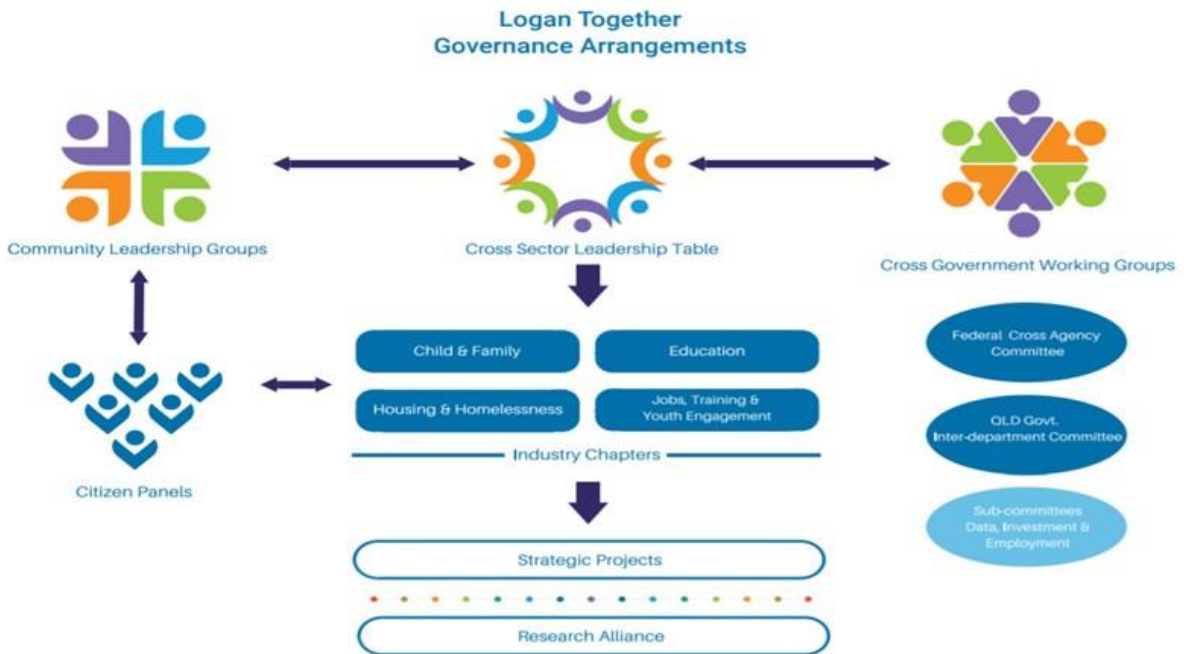 Logan Together
Governance Arrangements
Community Leadership Groups
Cross Sector Leadership Table
Cross Government Working Groups
Child & Family
Education
Housing & Homelessness
Jobs, Training &
Youth Engagement
Industry Chapters
Citizen Panels
Federal Cross Agency
Committee
QLD Govt.
Inter-department Committee
Sub-committees
Data, Investment &
Employment
Strategic Projects
Research Alliance